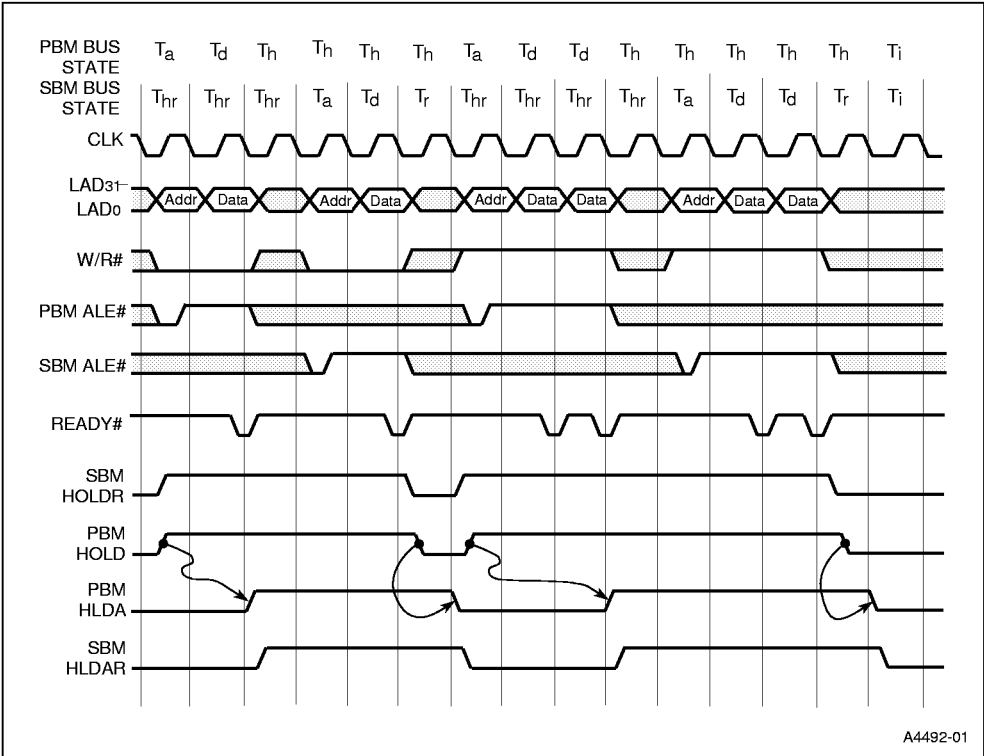 PBM BUS STATE Ta Td Th Th Th Th Ta Td Td Th Th Th Th Th Ti
SBM BUS STATE Thr Thr Thr Ta Td Tr Thr Thr Thr Thr Ta Td Td Tr Ti
CLK
LAD31–
LAD0
Addr Data Addr Data Addr Data Data Addr Data Data
W/R#
PBM ALE#
SBM ALE#
READY#
SBM
HOLDR
PBM
HOLD
PBM
HLDA
SBM
HLDAR
A4492-01